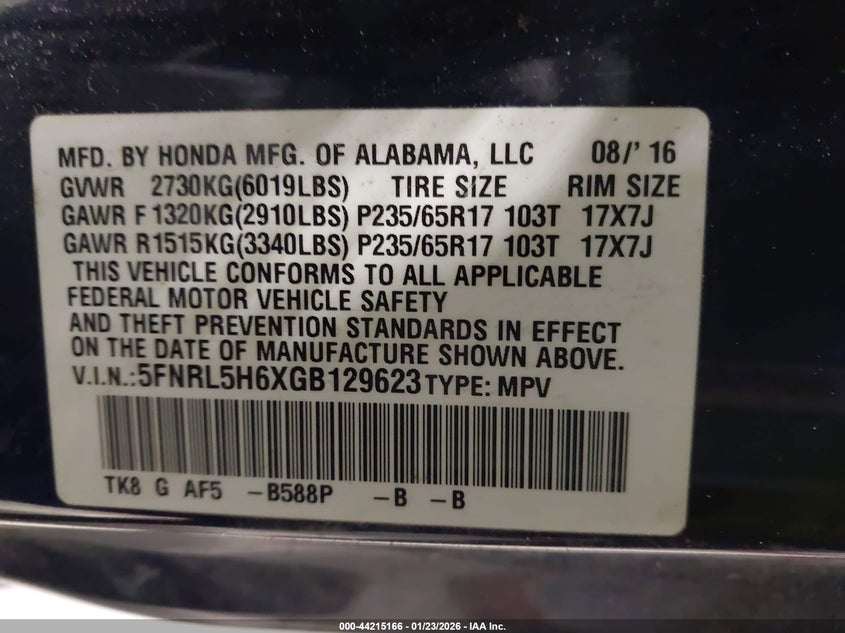 MFD. BY HONDA MFG. OF ALABAMA, LLC 08/' 16
GVWR 2730KG(6019LBS) TIRE SIZE RIM SIZE
GAWR F 1320KG(2910LBS) P235/65R17 103T 17X7J
GAWR R1515KG(3340LBS) P235/65R17 103T 17X7J
THIS VEHICLE CONFORMS TO ALL APPLICABLE
FEDERAL MOTOR VEHICLE SAFETY
AND THEFT PREVENTION STANDARDS IN EFFECT
ON THE DATE OF MANUFACTURE SHOWN ABOVE.
V.I.N.:5FNRL5H6XGB129623 TYPE: MPV
TK8 G AF5 -B588P -B -B
000-44215166 - 01/23/2026 - IAA Inc.